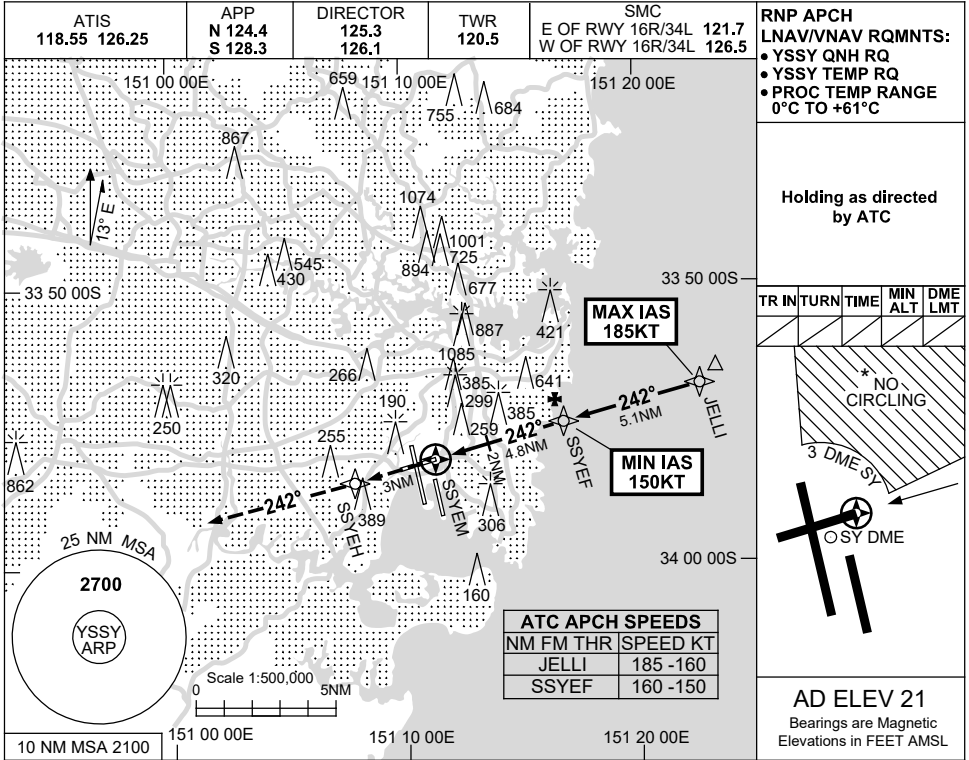 ATIS
118.55 126.25
APP
N 124.4
S 128.3
DIRECTOR
125.3
126.1
TWR
120.5
SMC
E OF RWY 16R/34L 121.7
W OF RWY 16R/34L 126.5
RNP APCH
LNAV/VNAV RQMNTS:
• YSSY QNH RQ
• YSSY TEMP RQ
• PROC TEMP RANGE
0°C TO +61°C
Holding as directed
by ATC
TR IN TURN TIME MIN ALT DME LMT
* NO
CIRCLING
3 DME SY
SY DME
AD ELEV 21
Bearings are Magnetic
Elevations in FEET AMSL
151 00 00E
151 10 00E
151 20 00E
659
755
684
867
13° E
1074
1001
725
894
545
430
677
33 50 00S
33 50 00S
887
421
MAX IAS
185KT
320
266
1085
385
299
259
641
385
190
250
255
862
242°
5.1NM
JELLI
242°
4.8NM
SSYEF
MIN IAS
150KT
2NM
3NM
SSYEM
242°
SSYEH
389
306
160
34 00 00S
25 NM MSA
2700
YSSY
ARP
10 NM MSA 2100
Scale 1:500,000
0 5NM
ATC APCH SPEEDS
NM FM THR SPEED KT
JELLI 185 -160
SSYEF 160 -150
151 00 00E
151 10 00E
151 20 00E